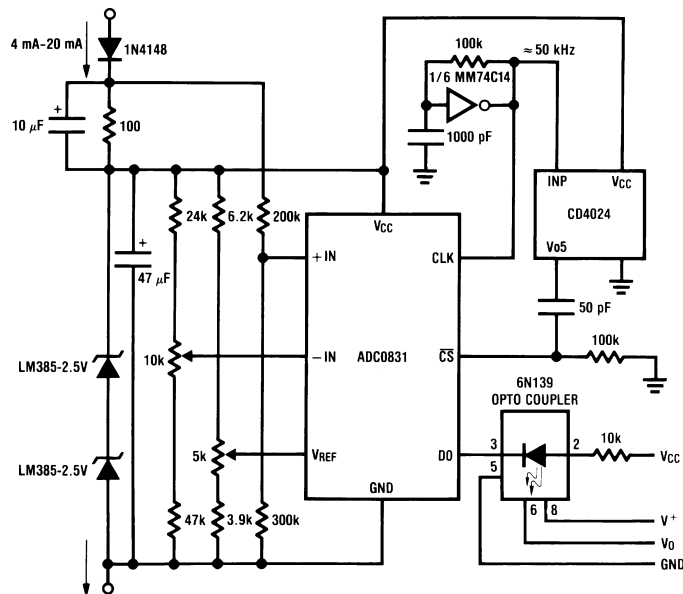 4 mA-20 mA
1N4148
+
10 µF
100
100k
≈ 50 kHz
1/6 MM74C14
1000 pF
INP
VCC
CD4024
VO5
24k
6.2k
200k
VCC
+
47 µF
+IN
CLK
50 pF
LM385-2.5V
10k
−IN
ADC0831
CS
100k
6N139
OPTO COUPLER
LM385-2.5V
5k
VREF
DO
3
2
10k
VCC
5
GND
6
8
47k
3.9k
300k
V+
VO
GND